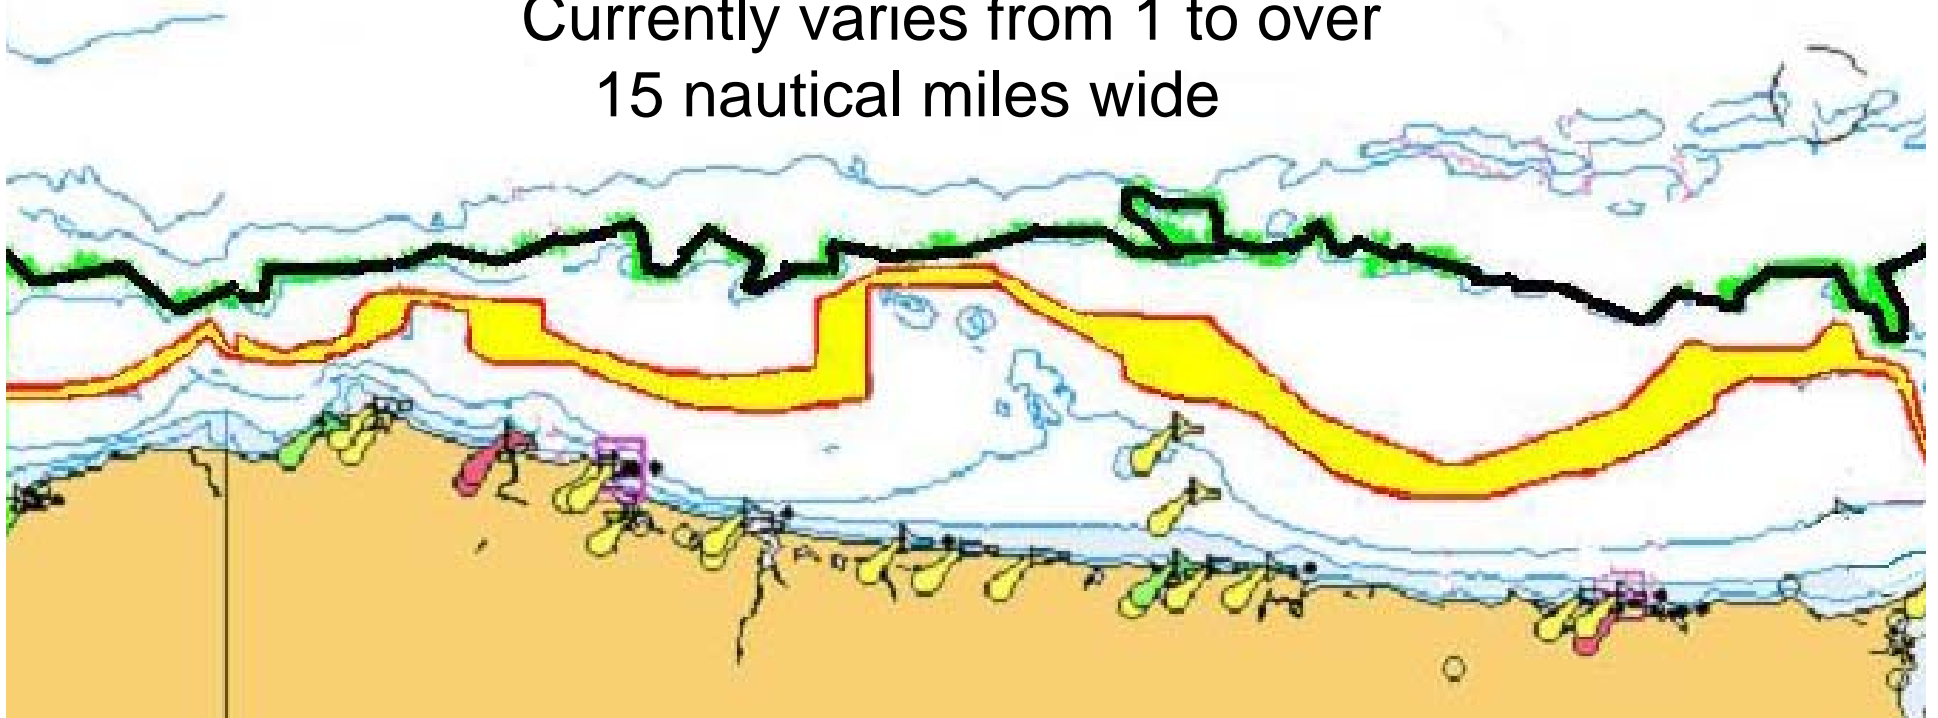 Currently varies from 1 to over
15 nautical miles wide